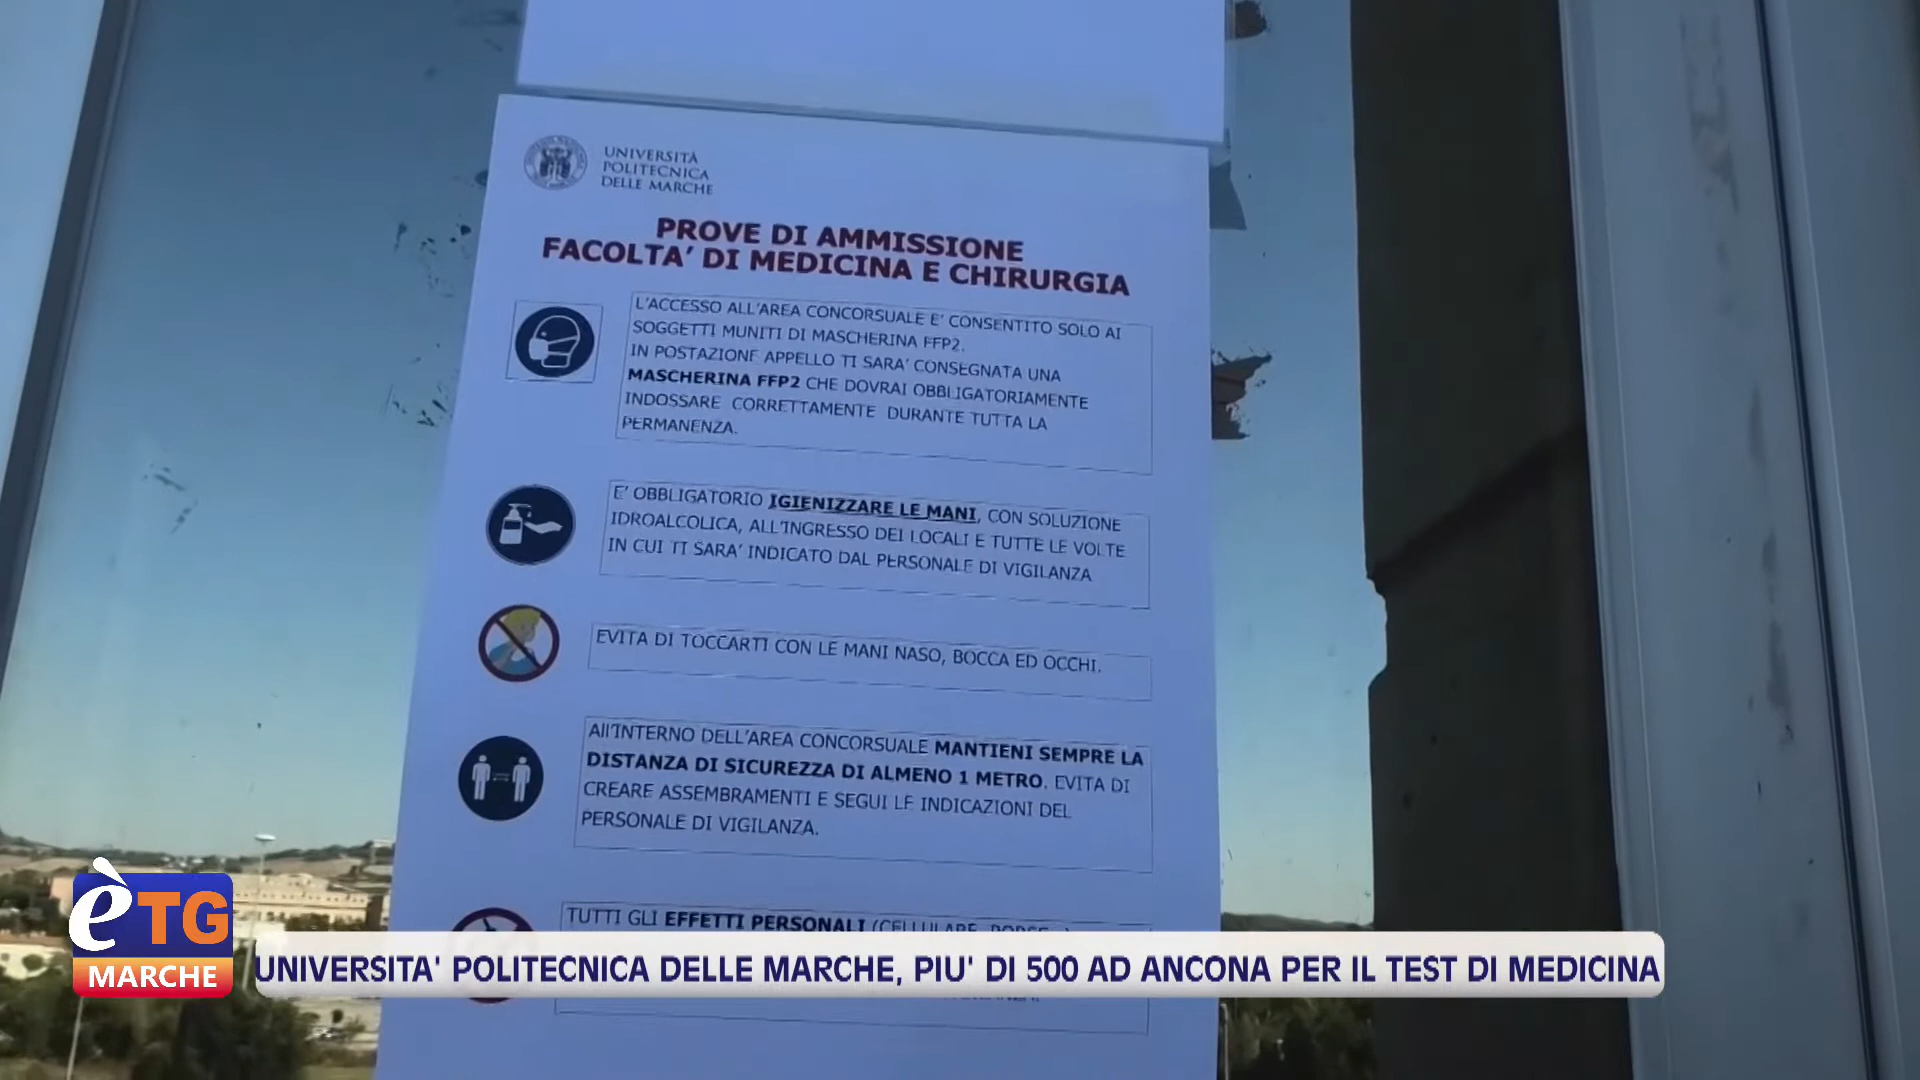 UNIVERSITÀ
POLITECNICA
DELLE MARCHE
PROVE DI AMMISSIONE
FACOLTA' DI MEDICINA E CHIRURGIA
L'ACCESSO ALL'AREA CONCORSUALE E' CONSENTITO SOLO AI
SOGGETTI MUNITI DI MASCHERINA FFP2.
IN POSTAZIONE APPELLO TI SARA' CONSEGNATA UNA
MASCHERINA FFP2 CHE DOVRAI OBBLIGATORIAMENTE
INDOSSARE CORRETTAMENTE DURANTE TUTTA LA
PERMANENZA.
E' OBBLIGATORIO IGIENIZZARE LE MANI, CON SOLUZIONE
IDROALCOLICA, ALL'INGRESSO DEI LOCALI E TUTTE LE VOLTE
IN CUI TI SARA' INDICATO DAL PERSONALE DI VIGILANZA
EVITA DI TOCCARTI CON LE MANI NASO, BOCCA ED OCCHI.
All'INTERNO DELL'AREA CONCORSUALE MANTIENI SEMPRE LA
DISTANZA DI SICUREZZA DI ALMENO 1 METRO. EVITA DI
CREARE ASSEMBRAMENTI E SEGUI LE INDICAZIONI DEL
PERSONALE DI VIGILANZA.
TUTTI GLI EFFETTI PERSONALI (CELLULARE,
è TG
MARCHE
UNIVERSITA' POLITECNICA DELLE MARCHE, PIU' DI 500 AD ANCONA PER IL TEST DI MEDICINA